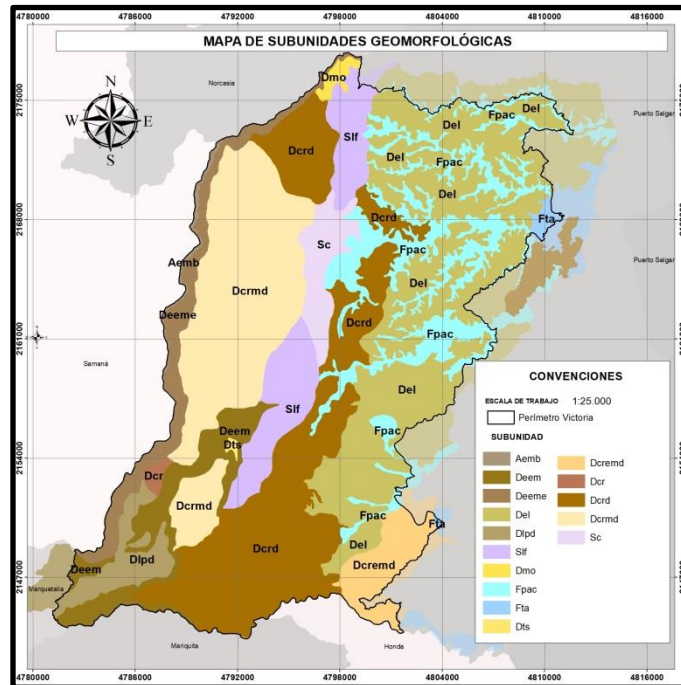 4780000 4786000 4792000 4798000 4804000 4810000 4816000
MAPA DE SUBUNIDADES GEOMORFOLÓGICAS
N
W E
S
Norcasia
Puerto Salgar
Puerto Salgar
Samaná
Marquetalia
Mariquita
Honda
2175000
2168000
2161000
2154000
2147000
2175000
2168000
2147000
Dmo
Slf
Dcrd
Del
Fpac
Del
Del
Fpac
Del
Dcrd
Fta
Sc
Fpac
Aemb
Dcrmd
Del
Deeme
Dcrd
Fpac
Slf
Del
Deem
Dts
Fpac
Dcr
Dcrmd
Fpac
Fta
Dcrd
Dlpd
Del
Deem
Dcremd
CONVENCIONES
ESCALA DE TRABAJO 1:25.000
Perímetro Victoria
SUBUNIDAD
Aemb
Deem
Deeme
Del
Dlpd
Slf
Dmo
Fpac
Fta
Dts
Dcremd
Dcr
Dcrd
Dcrmd
Sc
4780000 4786000 4792000 4798000 4804000 4810000 4816000